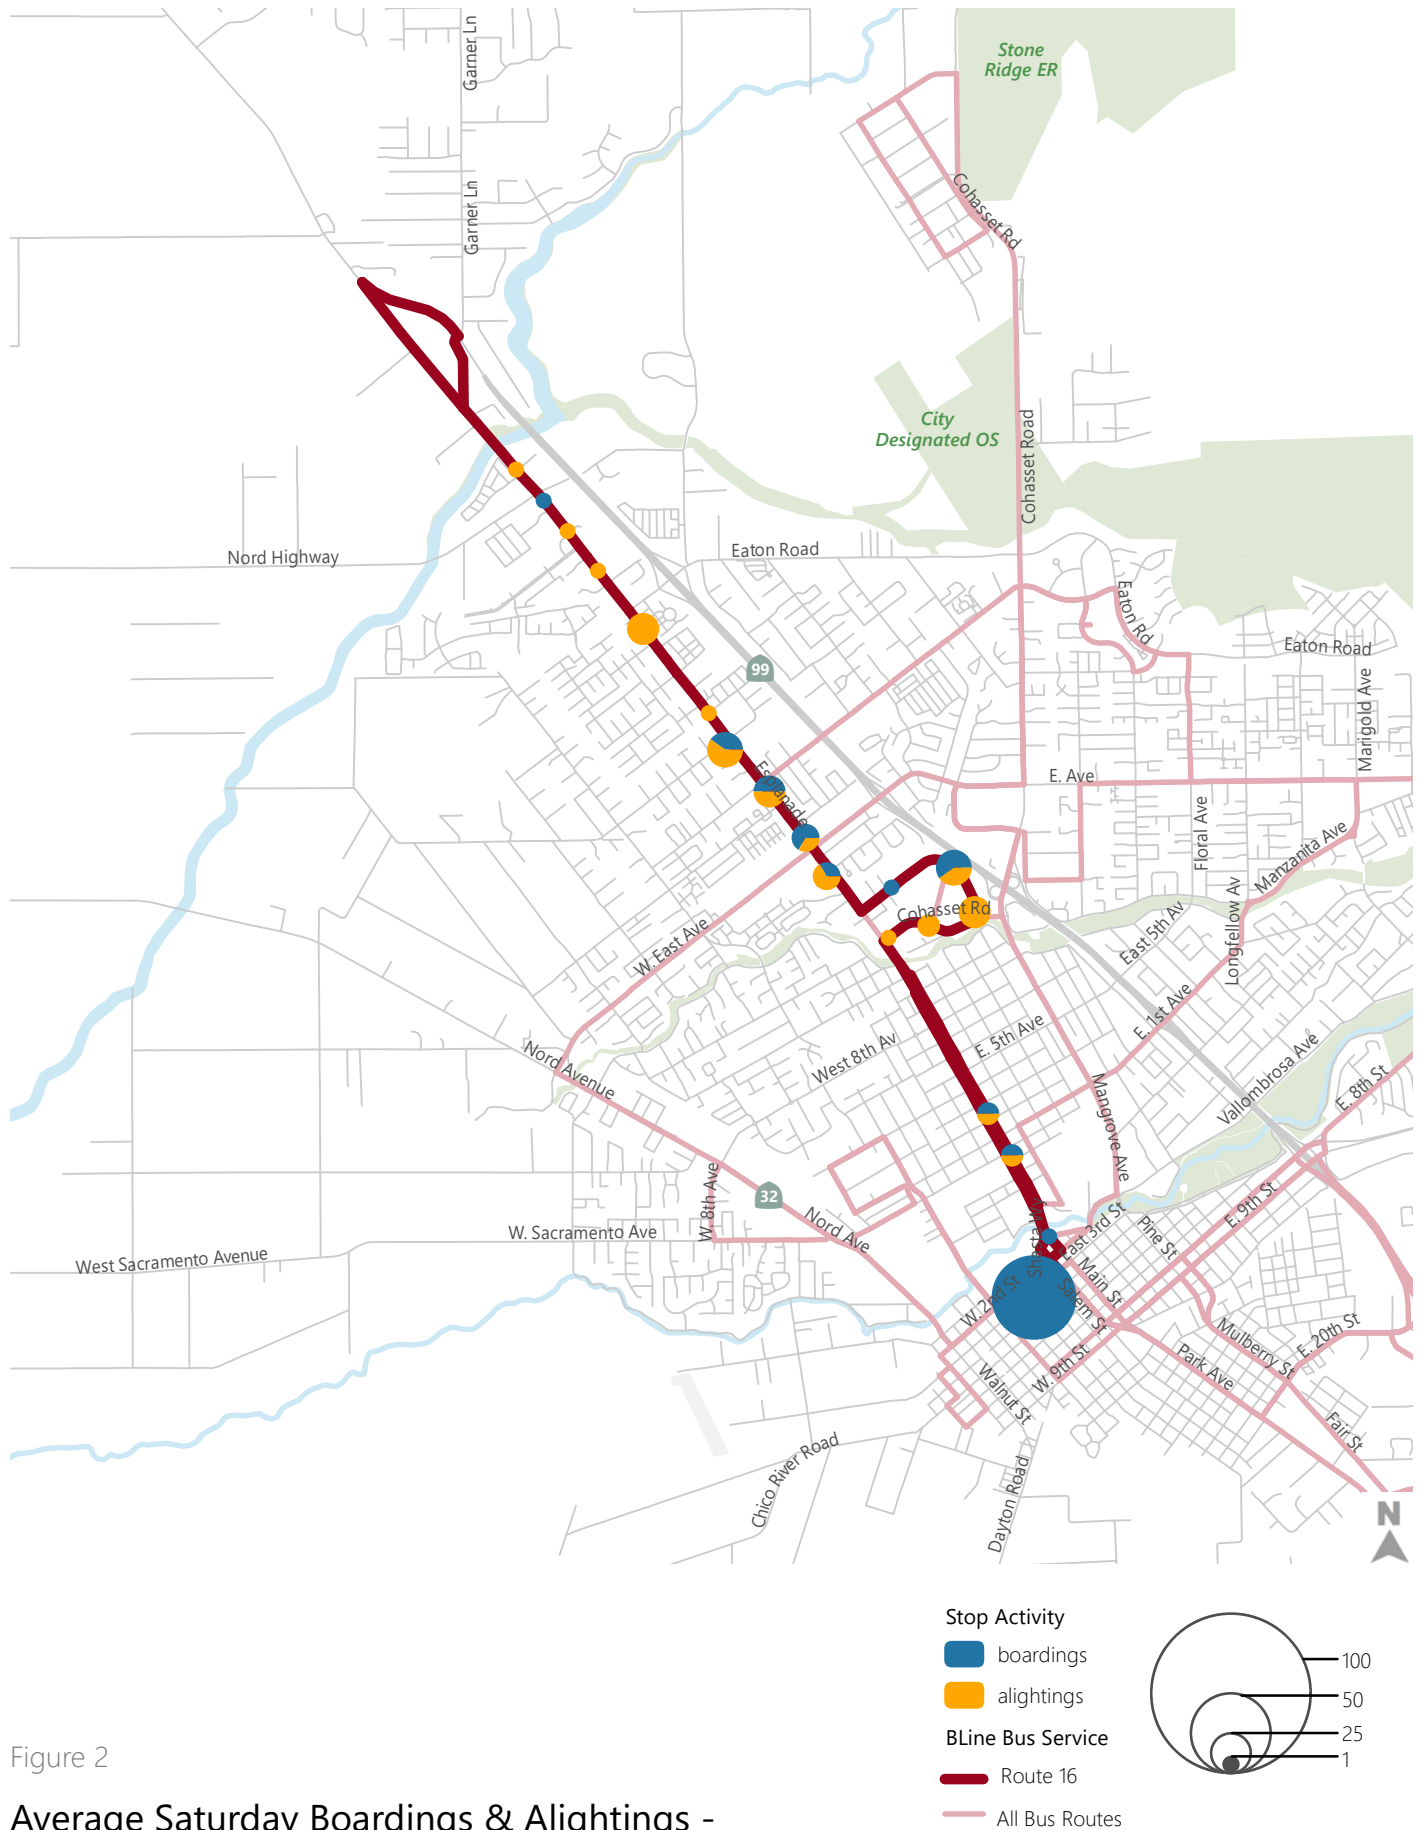 Stone
Ridge ER
Garner Ln
Garner Ln
Cohasset Rd
City
Designated OS
Cohasset Road
Nord Highway
Eaton Road
Eaton Rd
Eaton Road
99
Marigold Ave
Esplanade
E. Ave
Floral Ave
Manzanita Ave
Cohasset Rd
W. East Ave
East 5th Av
Longfellow Av
E. 1st Ave
Nord Avenue
West 8th Av
E. 5th Ave
Mangrove Ave
Vallombrosa Ave
E. 8th St
W. 8th Ave
32
Nord Ave
W. Sacramento Ave
West Sacramento Avenue
Shasta Wy
East 3rd St
Pine St
E. 9th St
Main St
Salem St
W. 2nd St
W. 9th St
Walnut St
Park Ave
Mulberry St
E. 20th St
Fair St
Chico River Road
Dayton Road
N
Stop Activity
boardings
alightings
BLine Bus Service
Route 16
All Bus Routes
100
50
25
1
Figure 2
Average Saturday Boardings & Alightings -